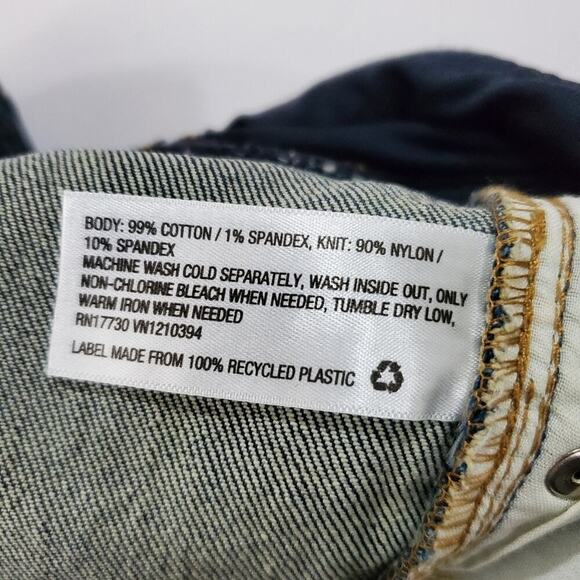 BODY: 99% COTTON / 1% SPANDEX, KNIT: 90% NYLON /
10% SPANDEX
MACHINE WASH COLD SEPARATELY, WASH INSIDE OUT, ONLY
NON-CHLORINE BLEACH WHEN NEEDED, TUMBLE DRY LOW,
WARM IRON WHEN NEEDED
RN17730 VN1210394
LABEL MADE FROM 100% RECYCLED PLASTIC